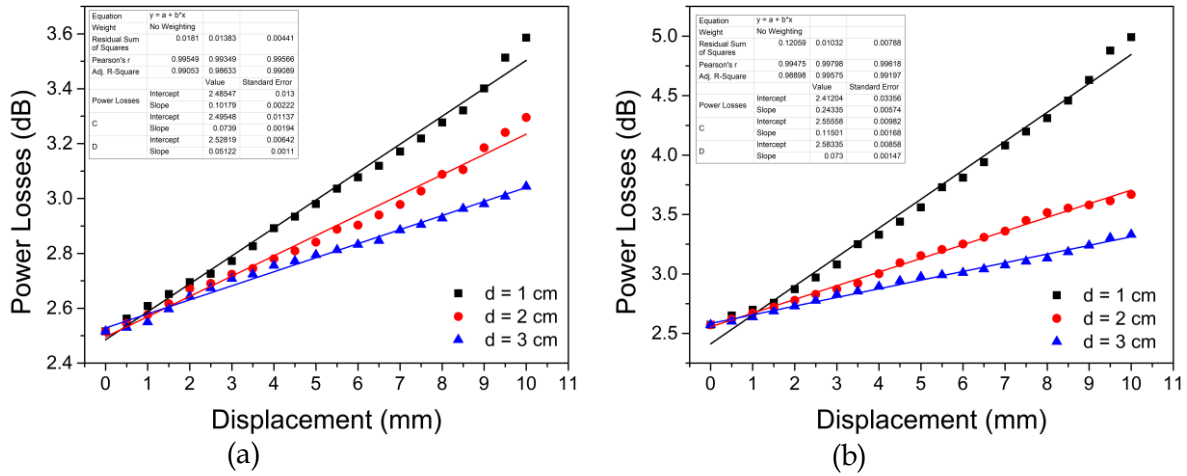 Equation y = a + b*x
Weight No Weighting
Residual Sum of Squares 0.0181 0.01383 0.00441
Pearson's r 0.99549 0.99349 0.99566
Adj. R-Square 0.99053 0.98633 0.99089
Value Standard Error
Power Losses Intercept 2.48547 0.013
Slope 0.10179 0.00222
C Intercept 2.49548 0.01137
Slope 0.0739 0.00194
D Intercept 2.52819 0.00642
Slope 0.05122 0.0011
Power Losses (dB)
3.6
3.4
3.2
3.0
2.8
2.6
2.4
d = 1 cm
d = 2 cm
d = 3 cm
0 1 2 3 4 5 6 7 8 9 10 11
Displacement (mm)
(a)
Equation y = a + b*x
Weight No Weighting
Residual Sum of Squares 0.12059 0.01032 0.00788
Pearson's r 0.99475 0.99798 0.99618
Adj. R-Square 0.98898 0.99575 0.99197
Value Standard Error
Power Losses Intercept 2.41204 0.03356
Slope 0.24335 0.00574
C Intercept 2.55558 0.00982
Slope 0.11501 0.00168
D Intercept 2.58335 0.00858
Slope 0.073 0.00147
Power Losses (dB)
5.0
4.5
4.0
3.5
3.0
2.5
d = 1 cm
d = 2 cm
d = 3 cm
0 1 2 3 4 5 6 7 8 9 10 11
Displacement (mm)
(b)